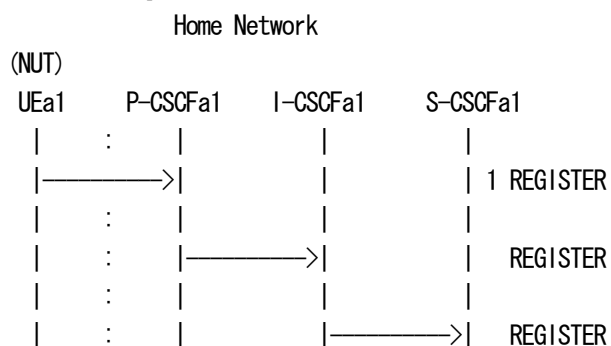 Home Network
(NUT)
UEa1 P-CSCFa1 I-CSCFa1 S-CSCFa1
| : | | |
|---------->| | | 1 REGISTER
| : | | |
| : |---------->| | REGISTER
| : | | |
| : | |---------->| REGISTER